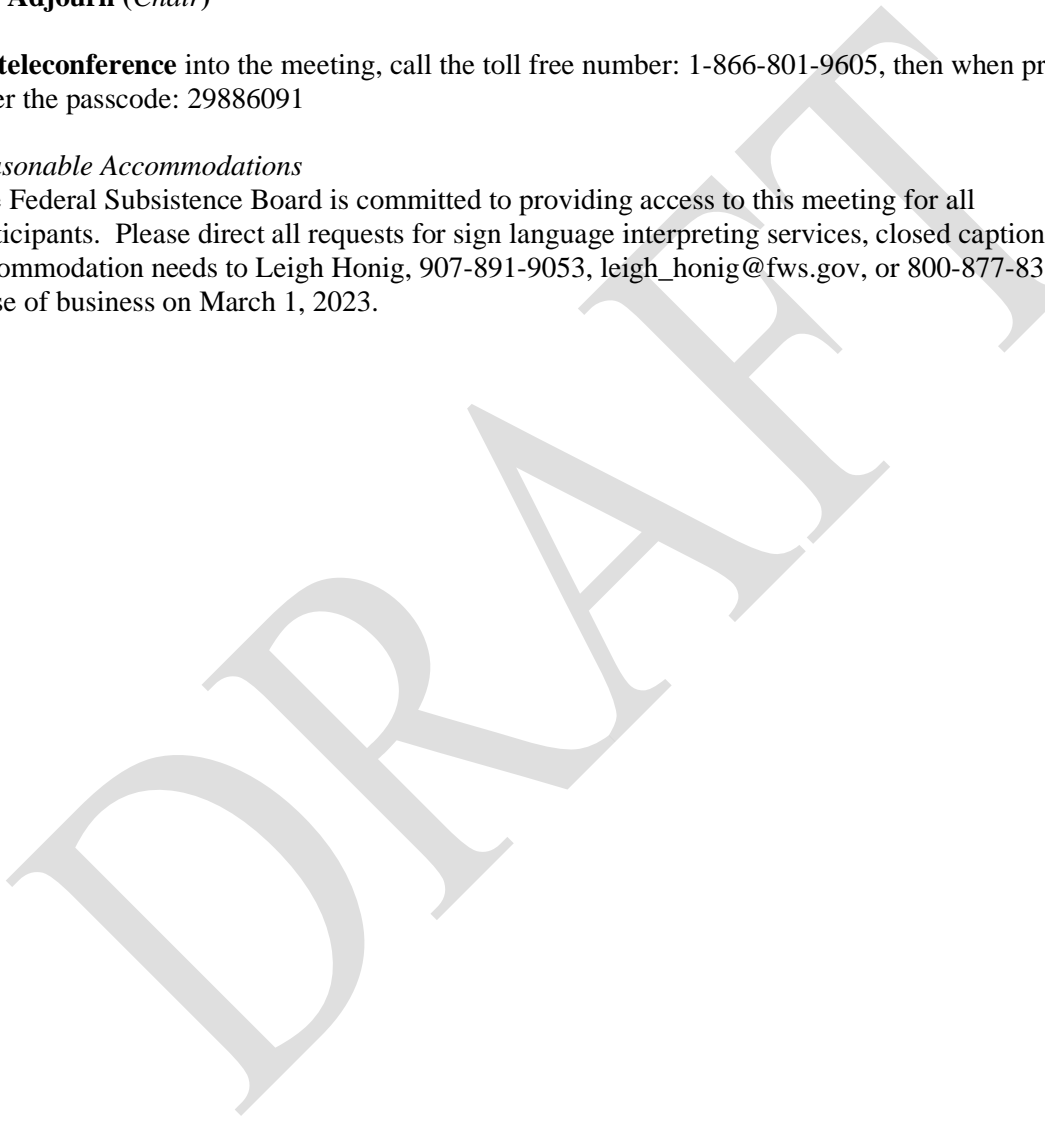 Adjourn (Chair)
teleconference into the meeting, call the toll free number: 1-866-801-9605, then when pr
er the passcode: 29886091
sonable Accommodations
e Federal Subsistence Board is committed to providing access to this meeting for all
ticipants. Please direct all requests for sign language interpreting services, closed caption
ommodation needs to Leigh Honig, 907-891-9053, leigh_honig@fws.gov, or 800-877-83
se of business on March 1, 2023.
DRAFT